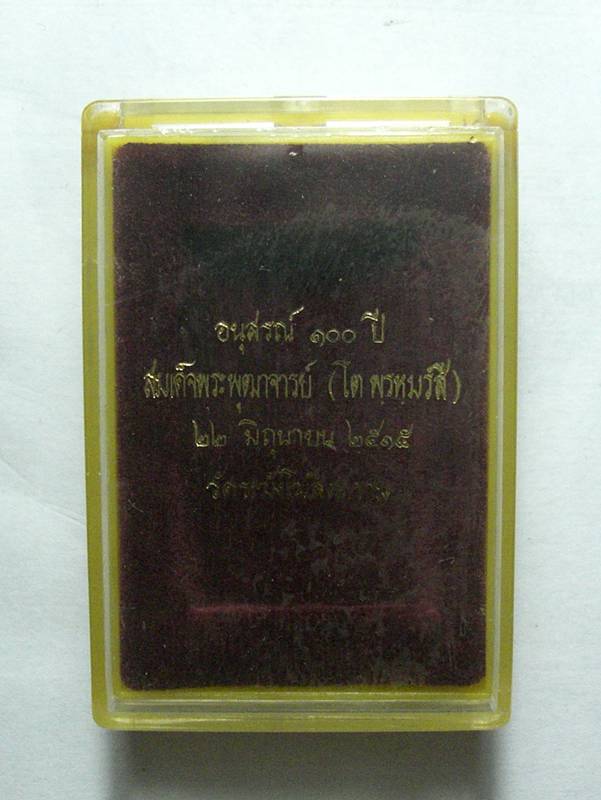 อนุสรณ์ ๑๐๐ ปี
สมเด็จพระพุฒาจารย์ (โต พรหมรังสี)
๒๒ มิถุนายน ๒๕๑๕
วัดระฆังโฆสิตาราม